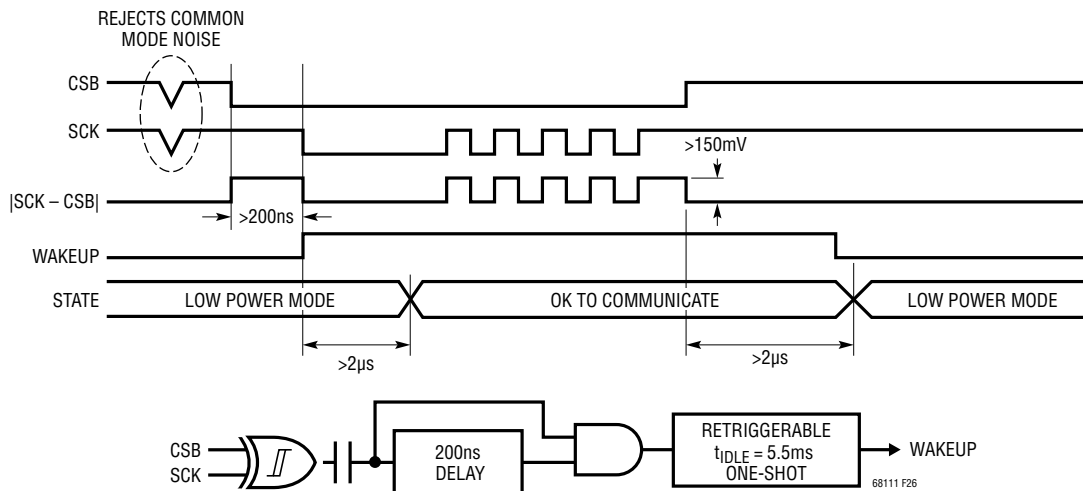 REJECTS COMMON
MODE NOISE
CSB
SCK
>150mV
|SCK – CSB|
>200ns
WAKEUP
STATE
LOW POWER MODE
OK TO COMMUNICATE
LOW POWER MODE
>2µs
>2µs
CSB
SCK
200ns
DELAY
RETRIGGERABLE
tIDLE = 5.5ms
ONE-SHOT
WAKEUP
68111 F26